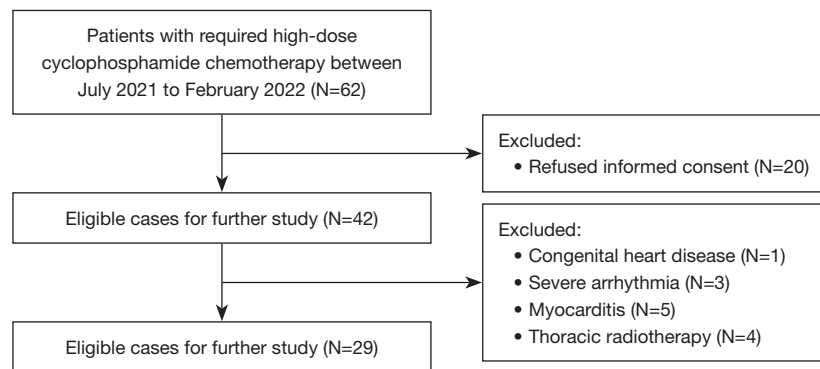 Patients with required high-dose
cyclophosphamide chemotherapy between
July 2021 to February 2022 (N=62)
Excluded:
• Refused informed consent (N=20)
Eligible cases for further study (N=42)
Excluded:
• Congenital heart disease (N=1)
• Severe arrhythmia (N=3)
• Myocarditis (N=5)
• Thoracic radiotherapy (N=4)
Eligible cases for further study (N=29)